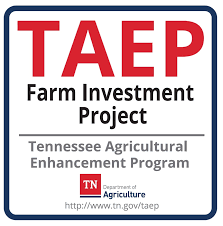 TAEP
Farm Investment
Project
Tennessee Agricultural
Enhancement Program
TN
Department of
Agriculture
http://www.tn.gov/taep